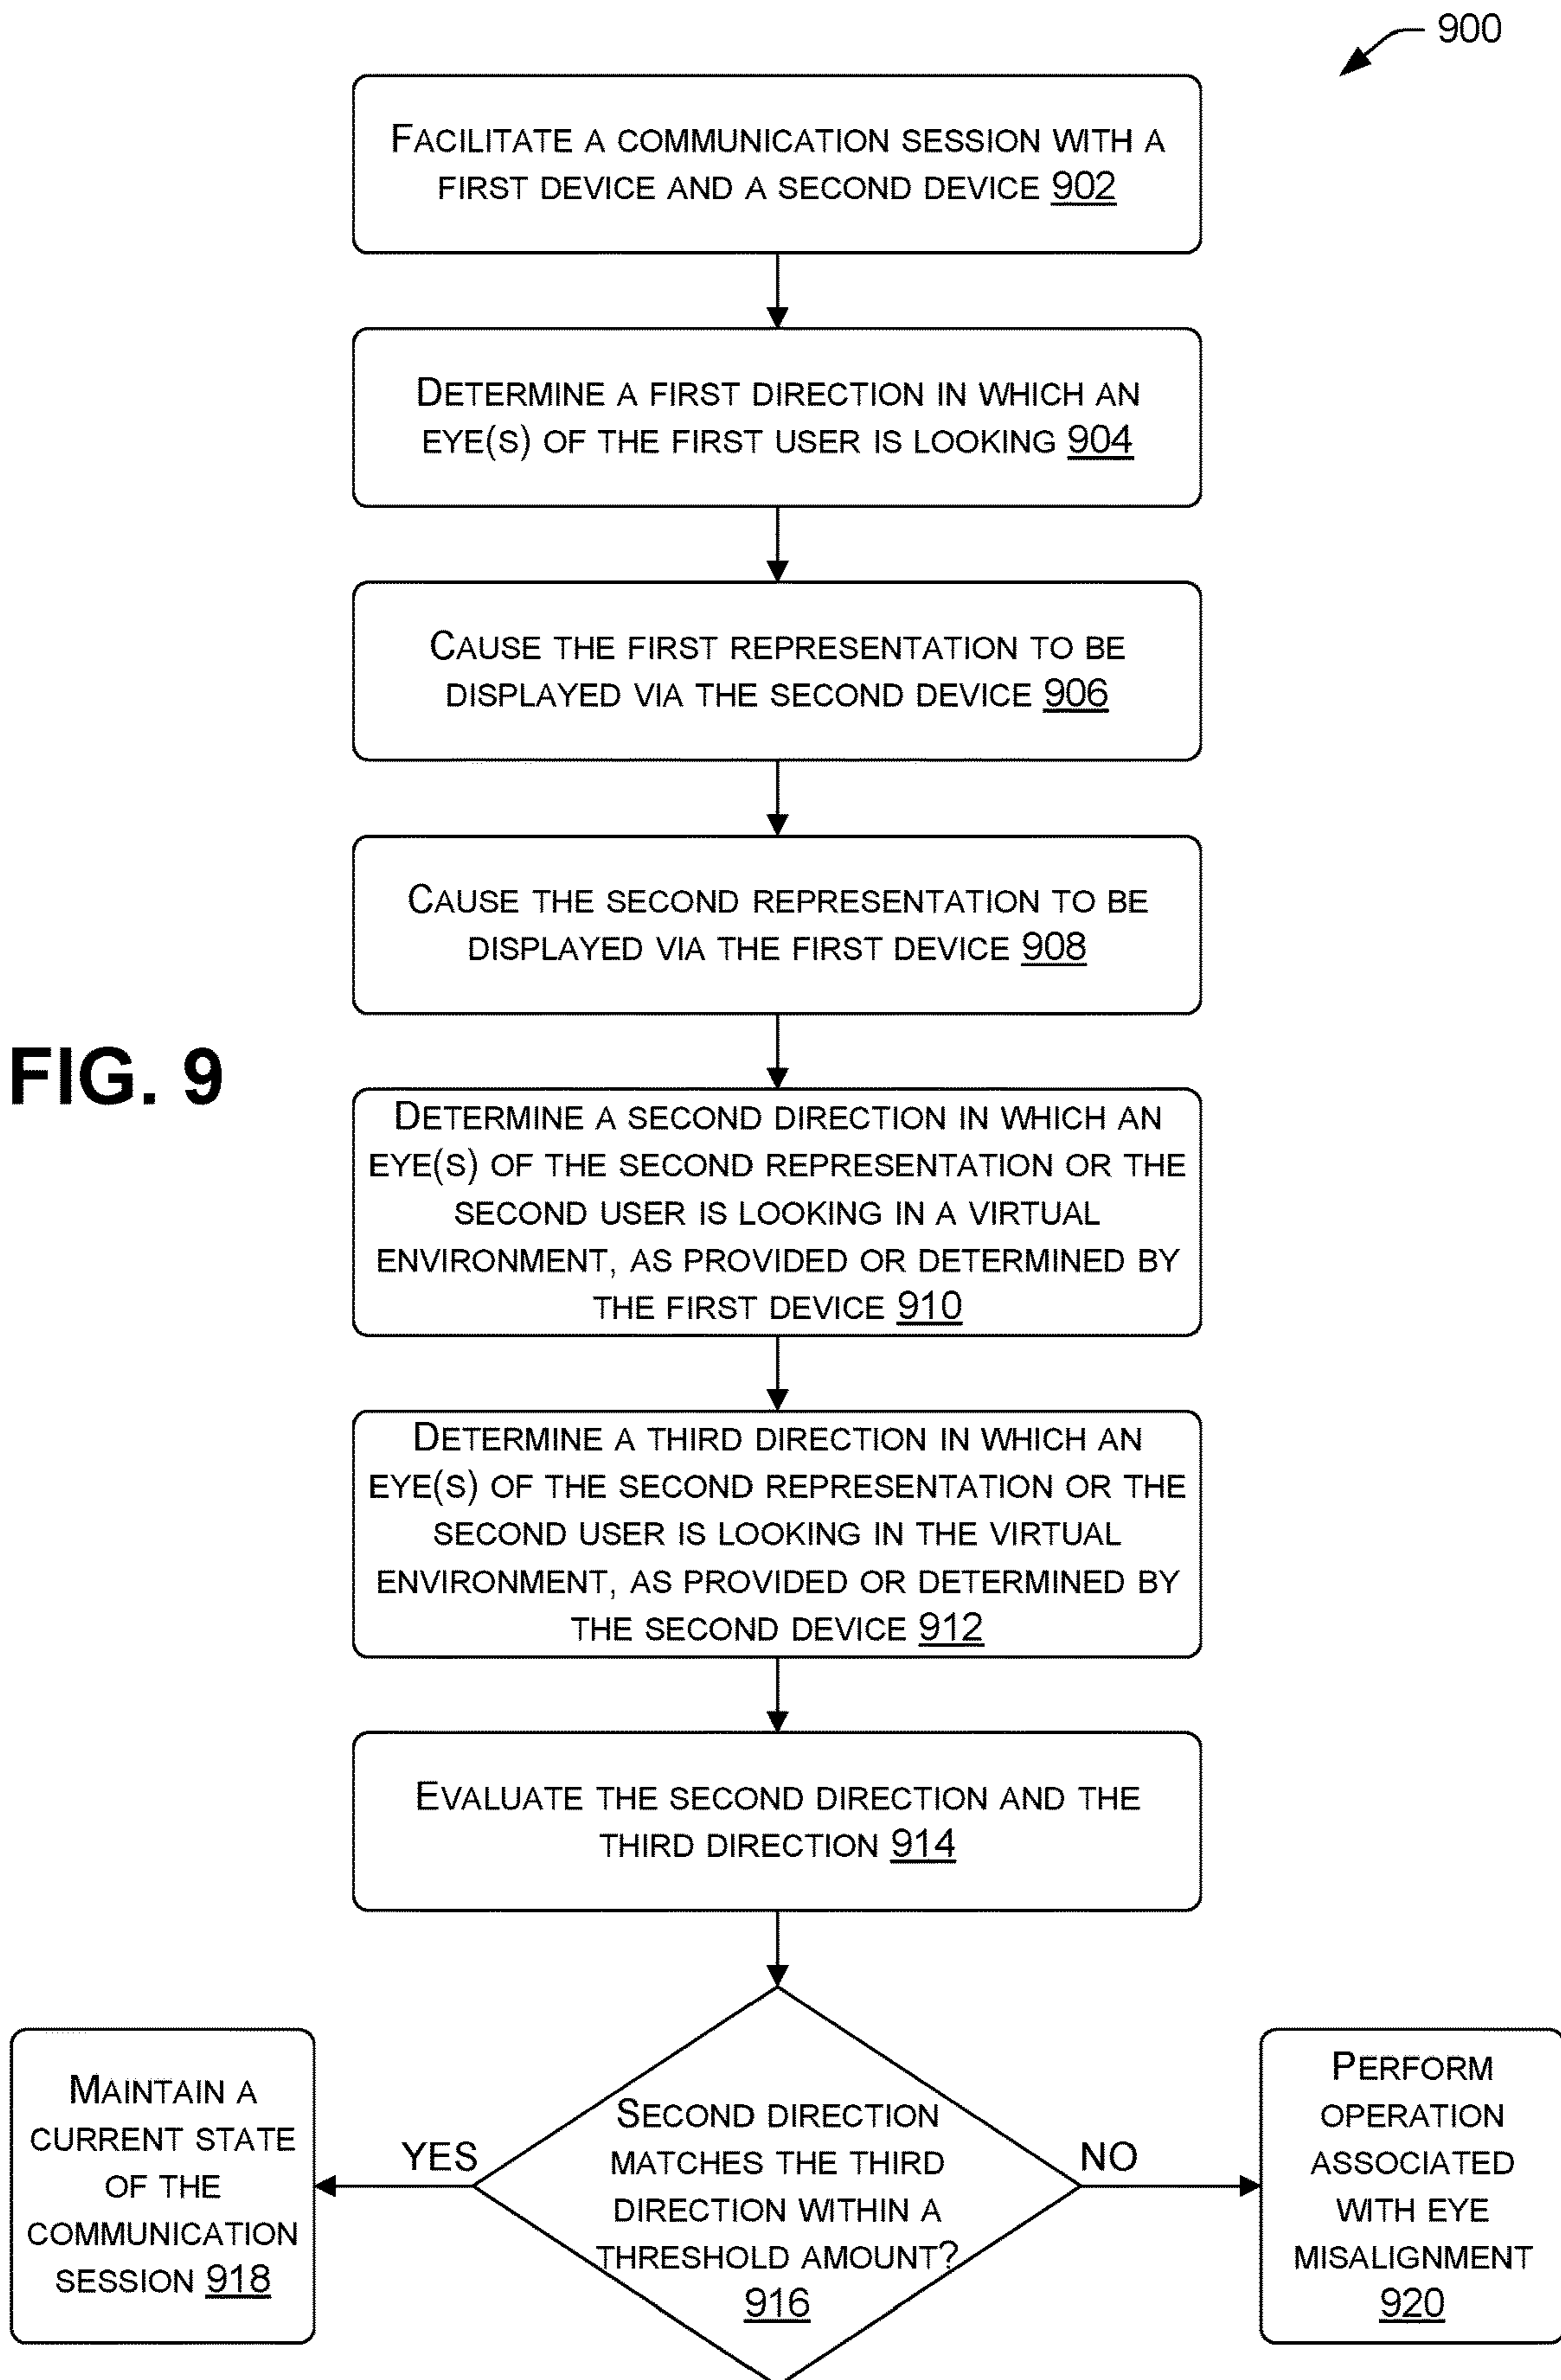 900
FACILITATE A COMMUNICATION SESSION WITH A
FIRST DEVICE AND A SECOND DEVICE 902
DETERMINE A FIRST DIRECTION IN WHICH AN
EYE(S) OF THE FIRST USER IS LOOKING 904
CAUSE THE FIRST REPRESENTATION TO BE
DISPLAYED VIA THE SECOND DEVICE 906
CAUSE THE SECOND REPRESENTATION TO BE
DISPLAYED VIA THE FIRST DEVICE 908
FIG. 9
DETERMINE A SECOND DIRECTION IN WHICH AN
EYE(S) OF THE SECOND REPRESENTATION OR THE
SECOND USER IS LOOKING IN A VIRTUAL
ENVIRONMENT, AS PROVIDED OR DETERMINED BY
THE FIRST DEVICE 910
DETERMINE A THIRD DIRECTION IN WHICH AN
EYE(S) OF THE SECOND REPRESENTATION OR THE
SECOND USER IS LOOKING IN THE VIRTUAL
ENVIRONMENT, AS PROVIDED OR DETERMINED BY
THE SECOND DEVICE 912
EVALUATE THE SECOND DIRECTION AND THE
THIRD DIRECTION 914
MAINTAIN A
CURRENT STATE
OF THE
COMMUNICATION
SESSION 918
YES
SECOND DIRECTION
MATCHES THE THIRD
DIRECTION WITHIN A
THRESHOLD AMOUNT?
916
NO
PERFORM
OPERATION
ASSOCIATED
WITH EYE
MISALIGNMENT
920